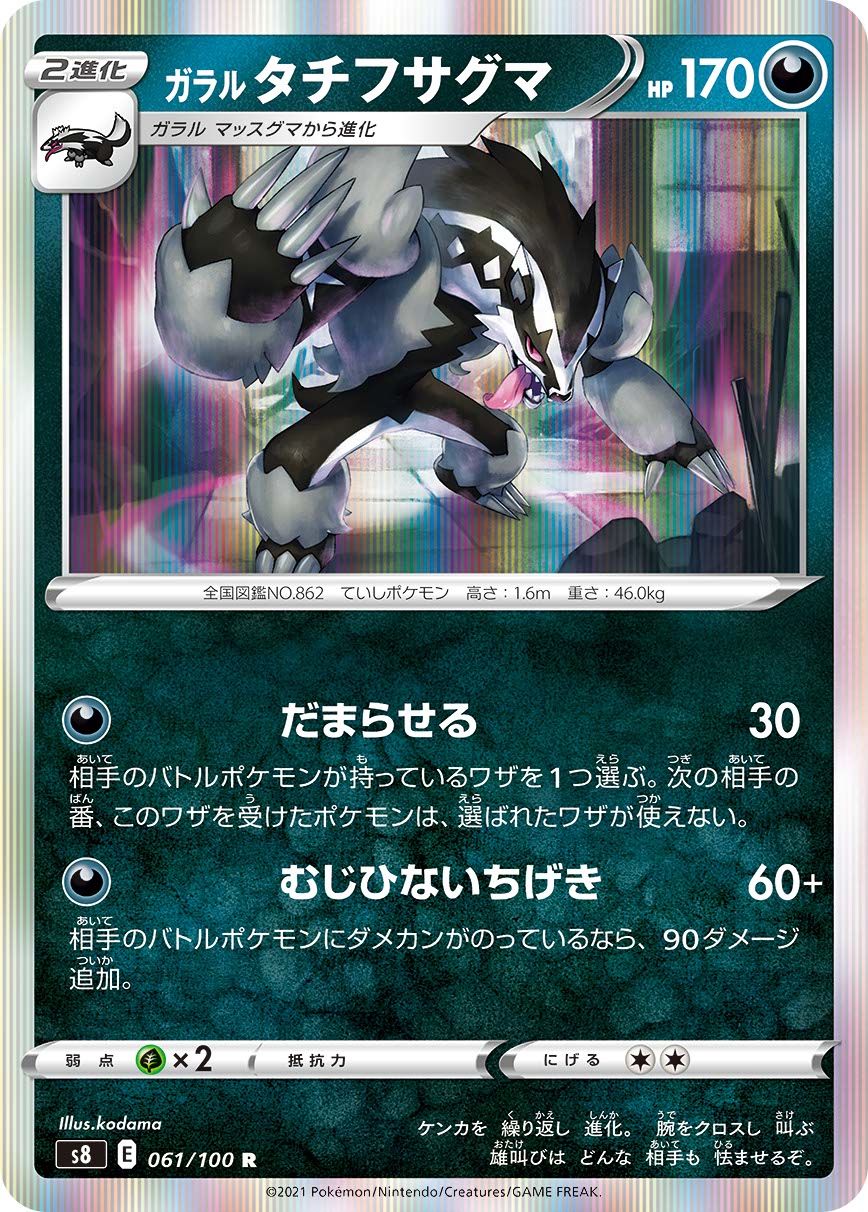 2進化 ガラル タチフサグマ HP 170
ガラル マッスグマから進化
全国図鑑NO.862 ていしポケモン 高さ:1.6m 重さ:46.0kg
だまらせる 30
相手のバトルポケモンが持っているワザを1つ選ぶ。次の相手の
番、このワザを受けたポケモンは、選ばれたワザが使えない。
むじひないちげき 60+
相手のバトルポケモンにダメカンがのっているなら、90ダメージ
追加。
弱点 ×2 抵抗力 にげる
Illus.kodama
ケンカを 繰り返し 進化。 腕をクロスし 叫ぶ
雄叫びは どんな 相手も 怯ませるぞ。
s8 E 061/100 R
©2021 Pokémon/Nintendo/Creatures/GAME FREAK.